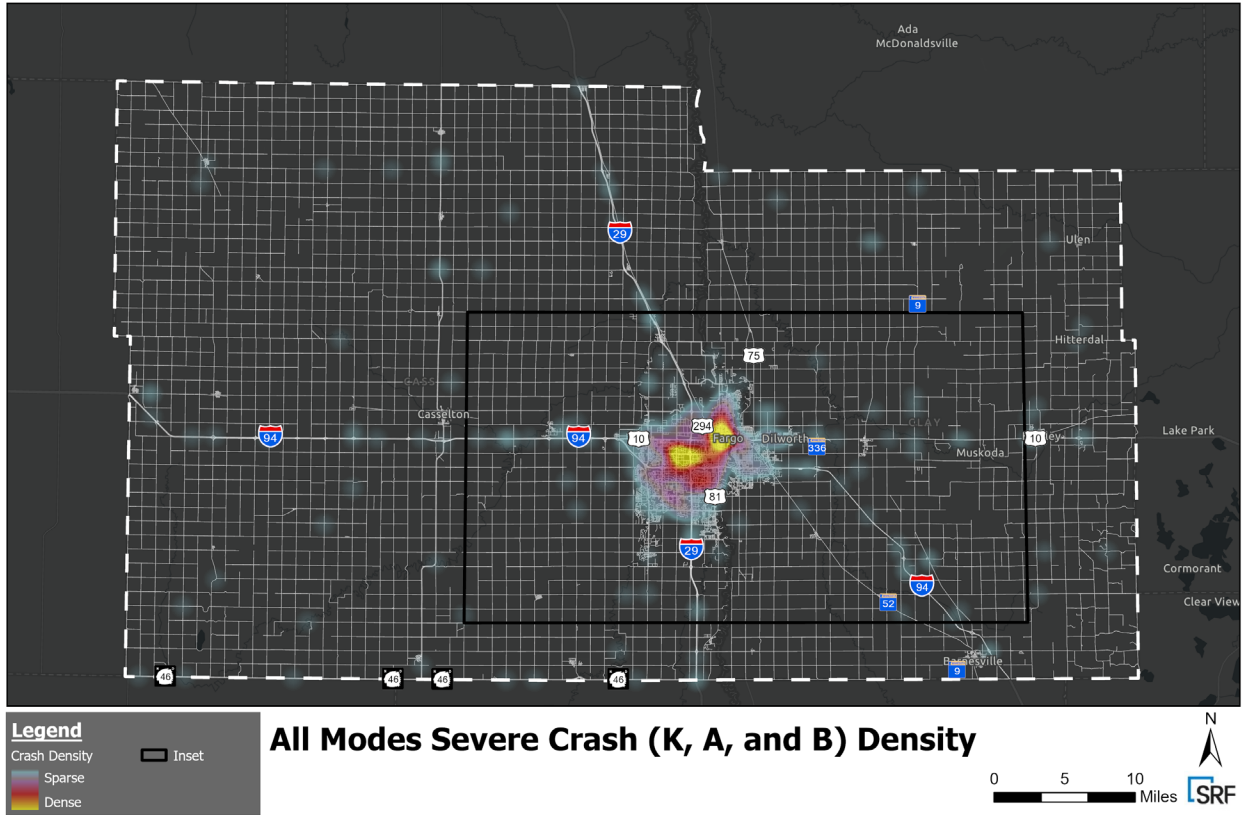 Ada
McDonaldsville
29
Ulen
9
Hitterdal
75
CASS
Casselton
294
CLAY
94
94
10
Fargo
Dilworth
336
10
ley
Lake Park
Muskoda
81
29
Cormorant
94
52
Clear View
Barnesville
9
46
46
46
46
Legend
Crash Density
Inset
Sparse
Dense
All Modes Severe Crash (K, A, and B) Density
N
0 5 10
Miles
SRF